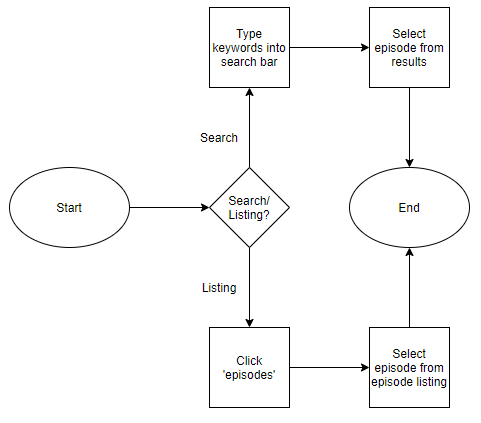 Type
keywords into
search bar
Select
episode from
results
Search
Start
Search/
Listing?
End
Listing
Click
'episodes'
Select
episode from
episode listing